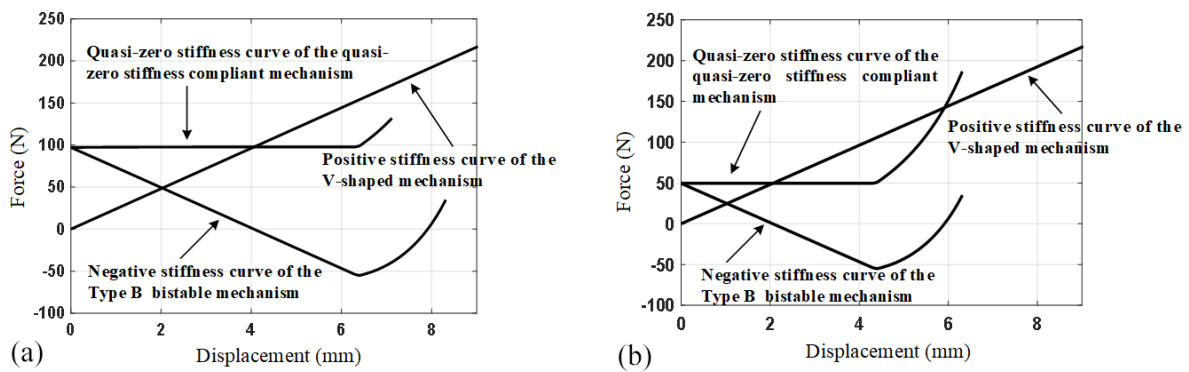 250
200
150
100
50
0
-50
-100
0 2 4 6 8
Force (N)
Displacement (mm)
Quasi-zero stiffness curve of the quasi-
zero stiffness compliant mechanism
Positive stiffness curve of the
V-shaped mechanism
Negative stiffness curve of the
Type B bistable mechanism
(a)
250
200
150
100
50
0
-50
-100
0 2 4 6 8
Force (N)
Displacement (mm)
Quasi-zero stiffness curve of the
quasi-zero stiffness compliant
mechanism
Positive stiffness curve of the
V-shaped mechanism
Negative stiffness curve of the
Type B bistable mechanism
(b)